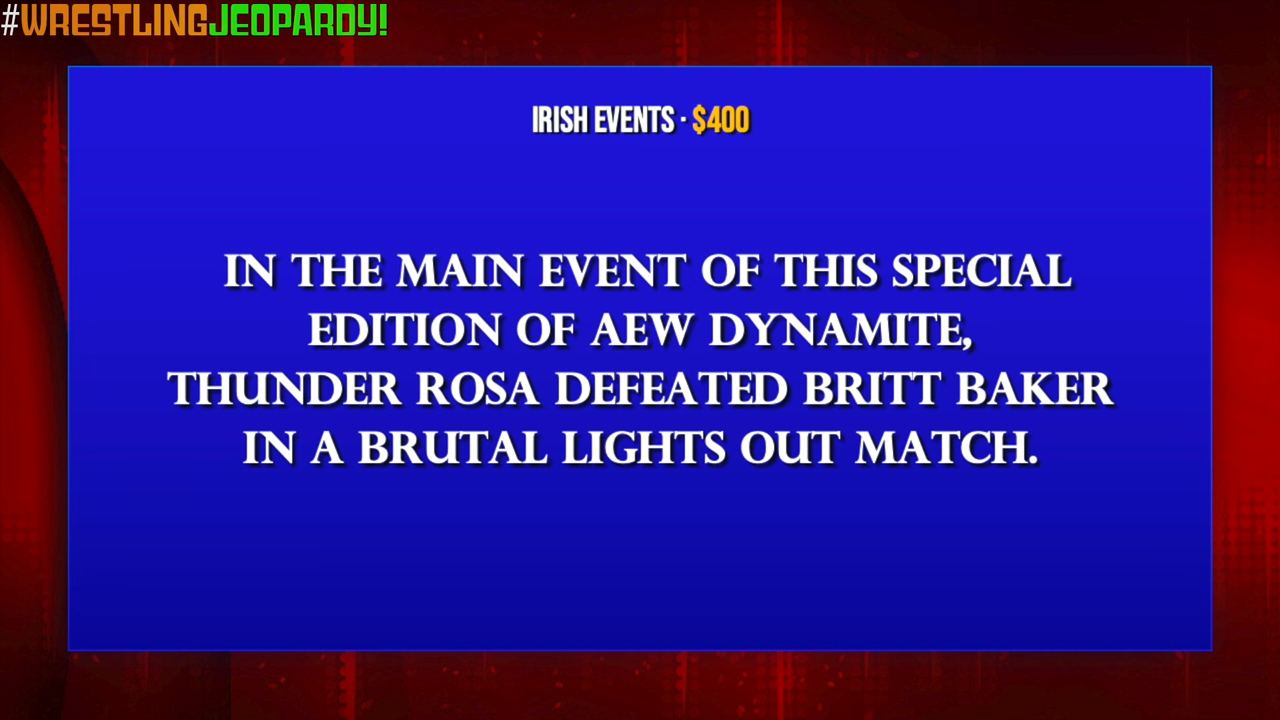 #WRESTLINGJEOPARDY!
IRISH EVENTS · $400
IN THE MAIN EVENT OF THIS SPECIAL
EDITION OF AEW DYNAMITE,
THUNDER ROSA DEFEATED BRITT BAKER
IN A BRUTAL LIGHTS OUT MATCH.